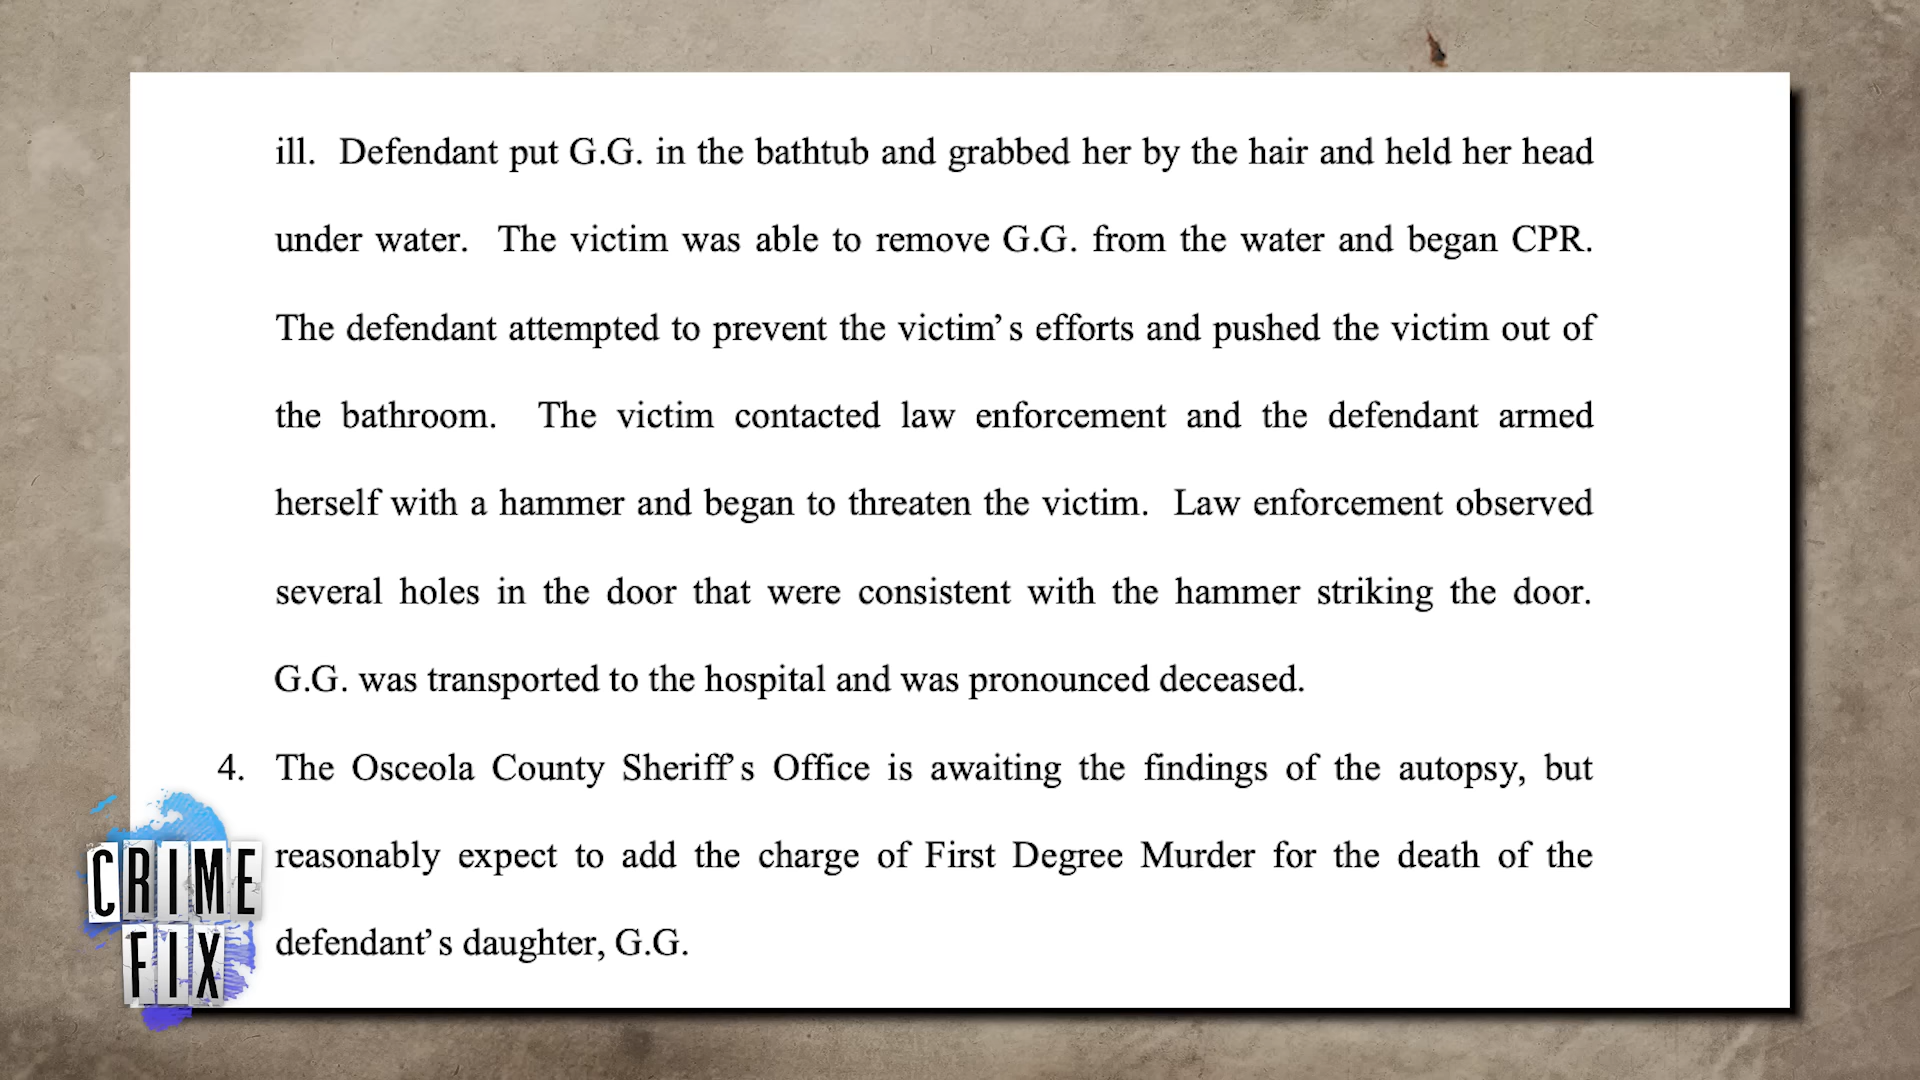 ill. Defendant put G.G. in the bathtub and grabbed her by the hair and held her head
under water. The victim was able to remove G.G. from the water and began CPR.
The defendant attempted to prevent the victim's efforts and pushed the victim out of
the bathroom. The victim contacted law enforcement and the defendant armed
herself with a hammer and began to threaten the victim. Law enforcement observed
several holes in the door that were consistent with the hammer striking the door.
G.G. was transported to the hospital and was pronounced deceased.
4. The Osceola County Sheriff's Office is awaiting the findings of the autopsy, but
reasonably expect to add the charge of First Degree Murder for the death of the
defendant's daughter, G.G.
CRIME
FIX